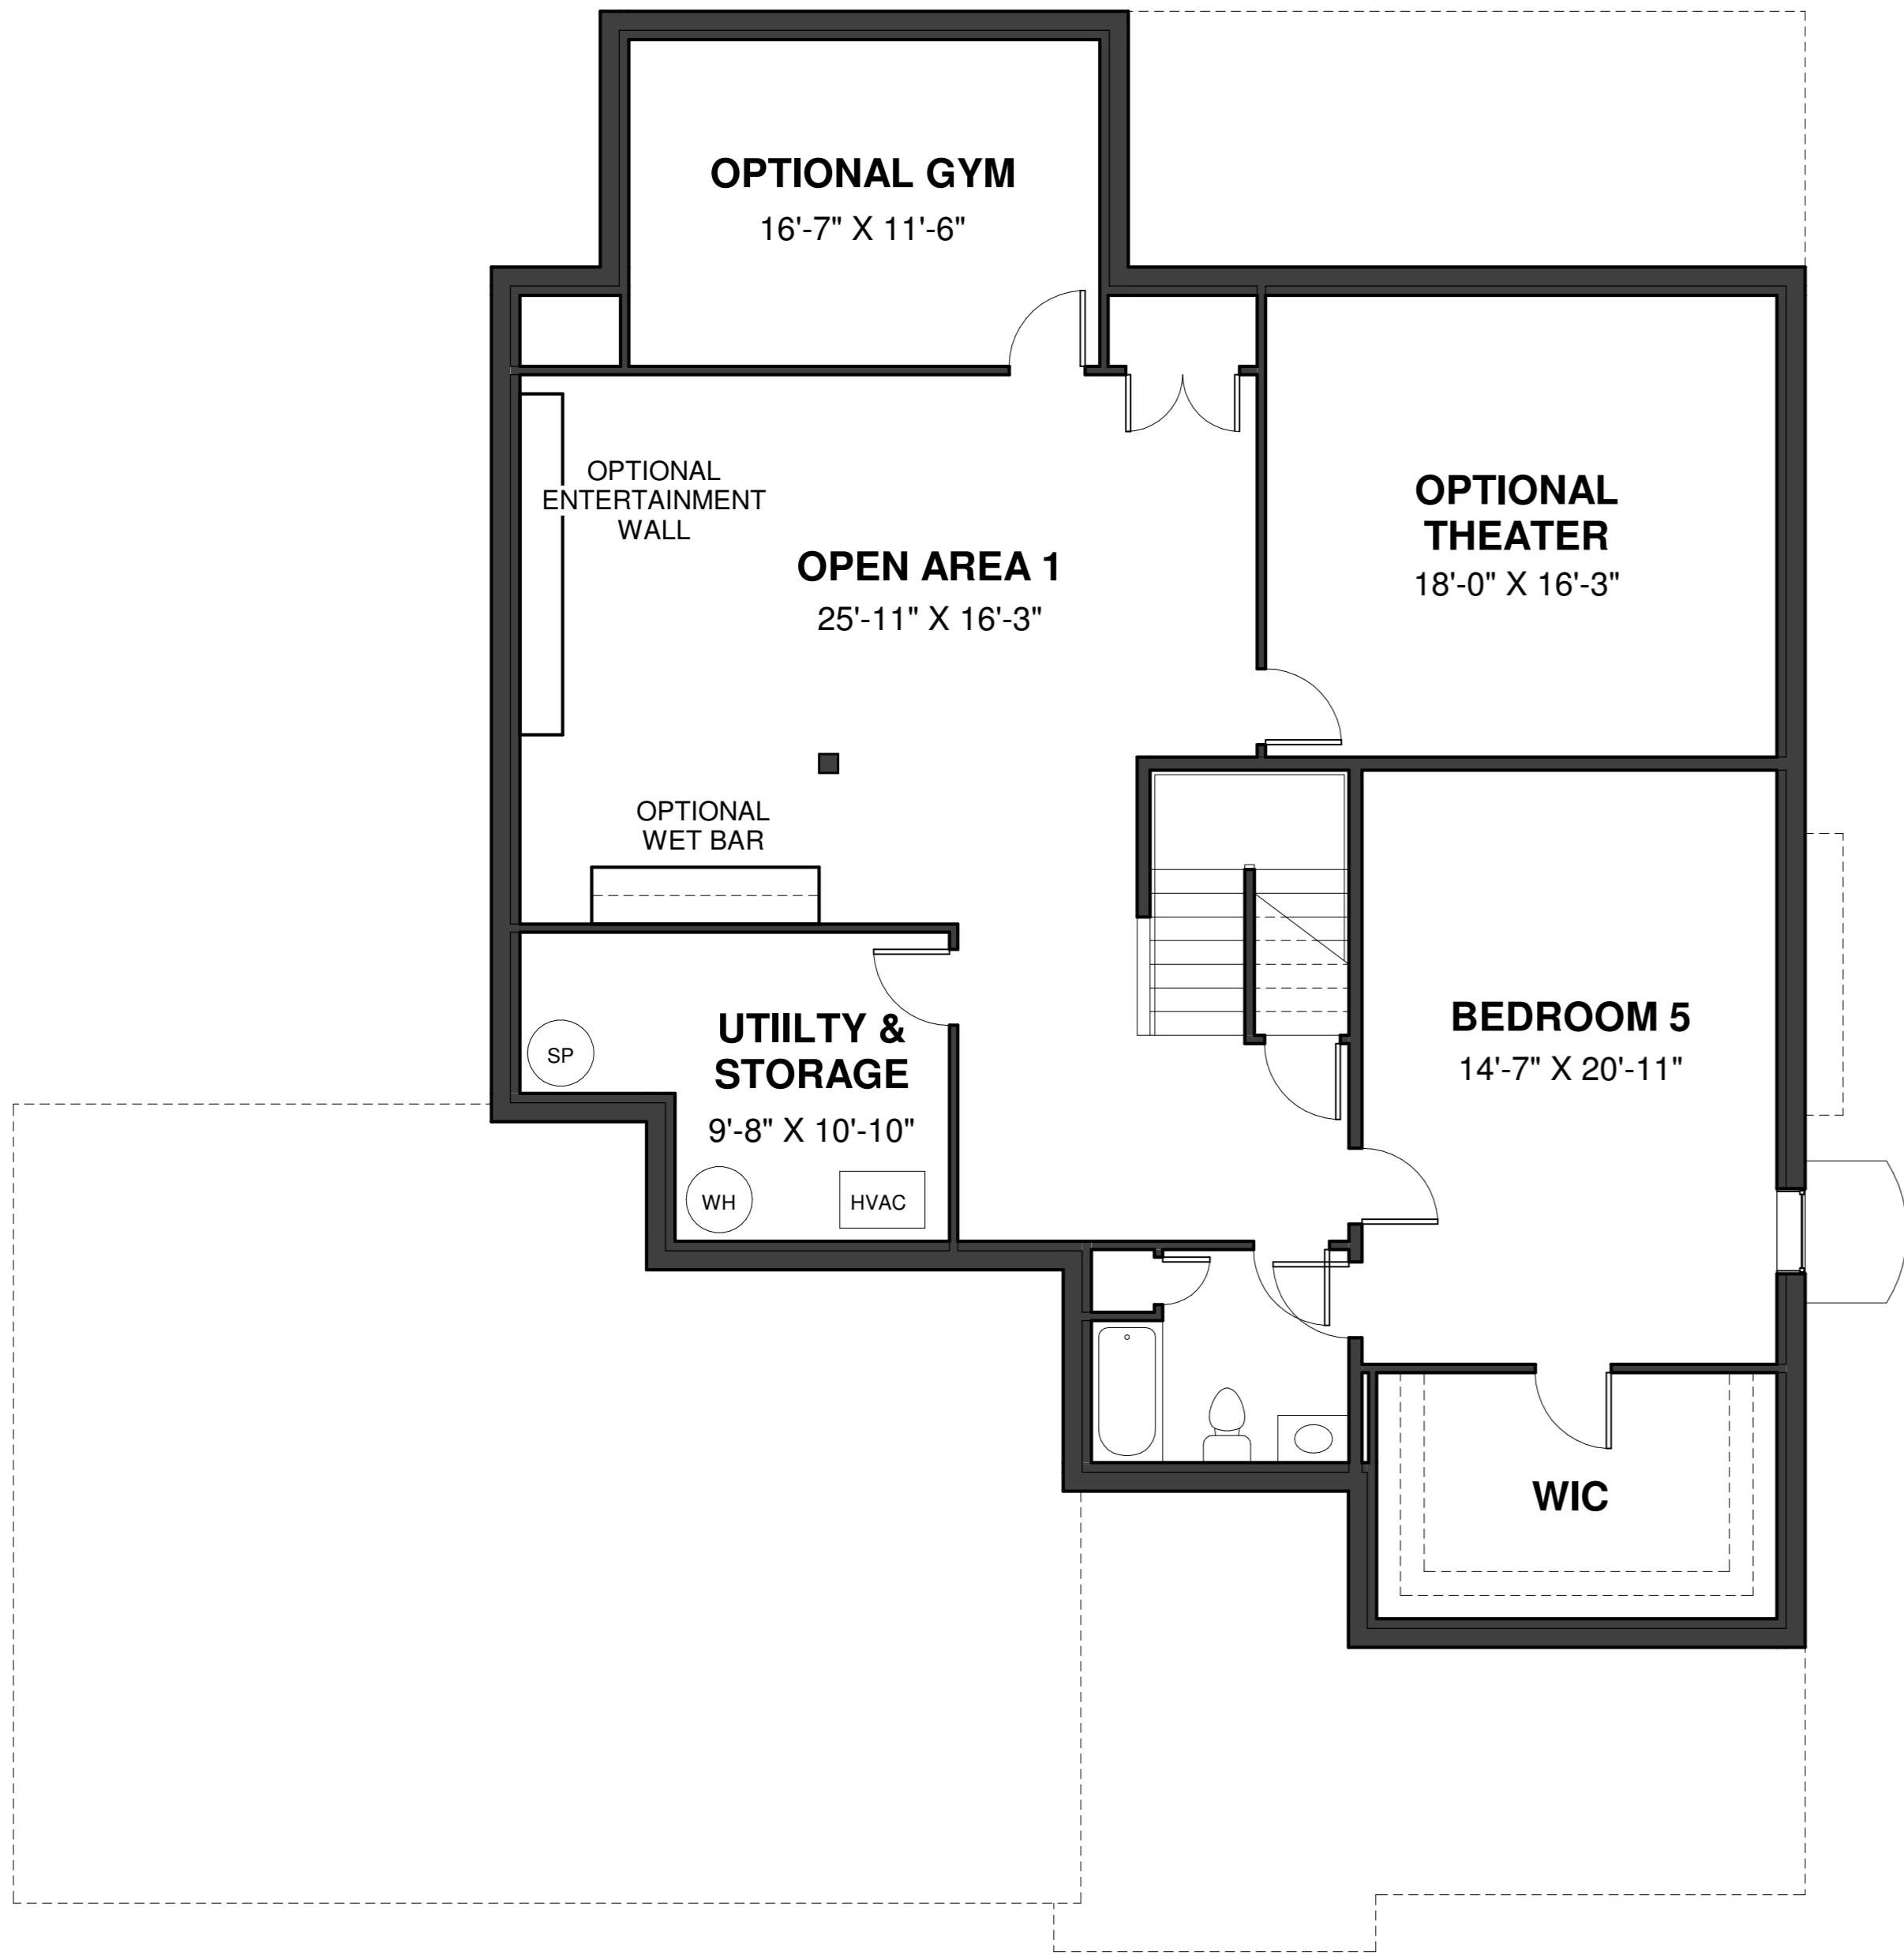 OPTIONAL GYM
16'-7" X 11'-6"
OPTIONAL
ENTERTAINMENT
WALL
OPEN AREA 1
25'-11" X 16'-3"
OPTIONAL
THEATER
18'-0" X 16'-3"
OPTIONAL
WET BAR
UTIILTY &
STORAGE
9'-8" X 10'-10"
SP
WH
HVAC
BEDROOM 5
14'-7" X 20'-11"
WIC